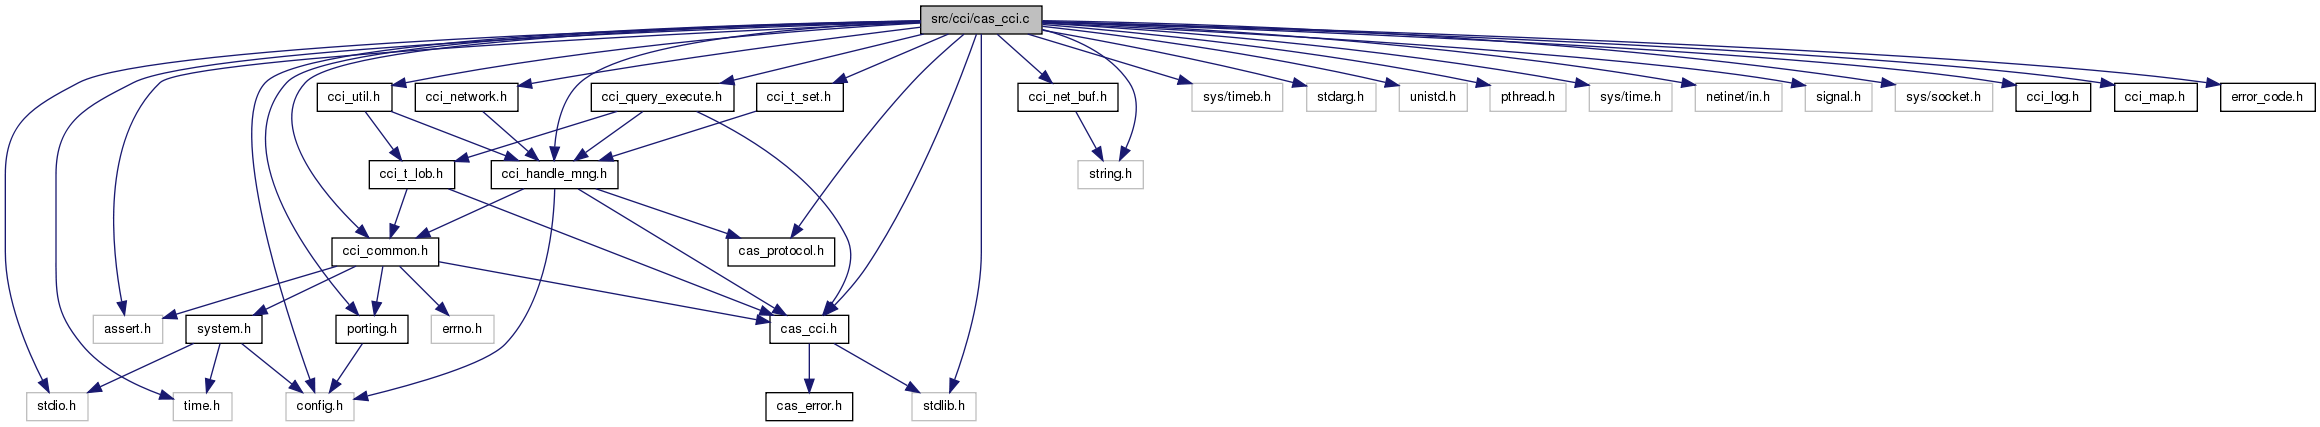 src/cci/cas_cci.c
cci_util.h
cci_network.h
cci_query_execute.h
cci_t_set.h
cci_net_buf.h
sys/timeb.h
stdarg.h
unistd.h
pthread.h
sys/time.h
netinet/in.h
signal.h
sys/socket.h
cci_log.h
cci_map.h
error_code.h
cci_t_lob.h
cci_handle_mng.h
string.h
cci_common.h
cas_protocol.h
assert.h
system.h
porting.h
errno.h
cas_cci.h
stdio.h
time.h
config.h
cas_error.h
stdlib.h